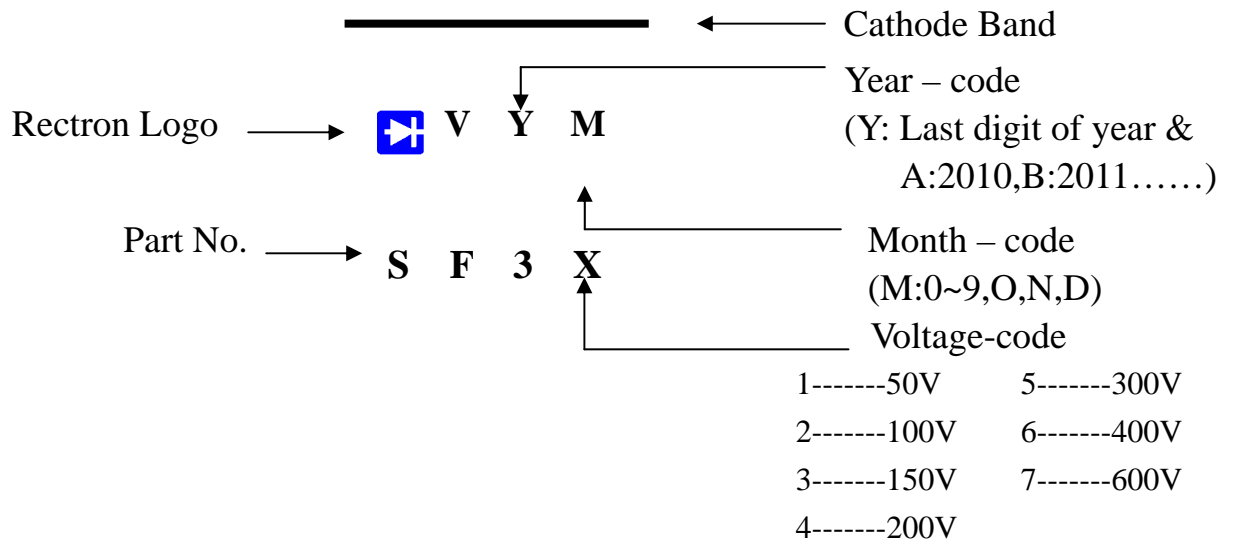 Cathode Band
Year – code
(Y: Last digit of year &
A:2010,B:2011……)
Rectron Logo
V Y M
Month – code
(M:0~9,O,N,D)
Part No.
S F 3 X
Voltage-code
1-------50V 5-------300V
2-------100V 6-------400V
3-------150V 7-------600V
4-------200V